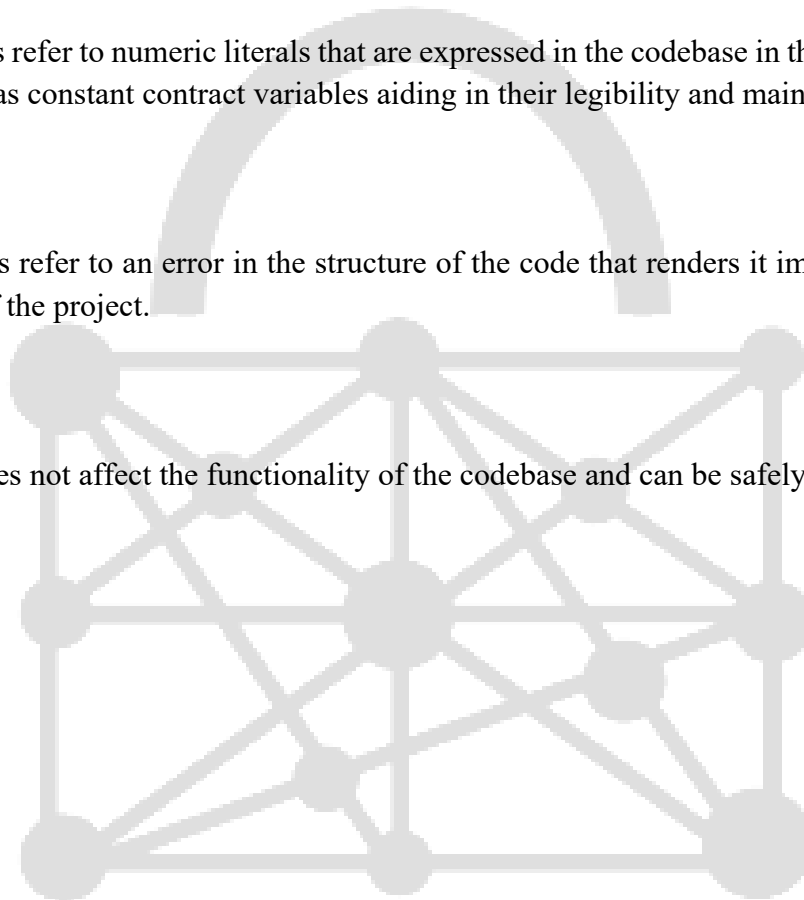 s refer to numeric literals that are expressed in the codebase in th
as constant contract variables aiding in their legibility and main
s refer to an error in the structure of the code that renders it im
f the project.
es not affect the functionality of the codebase and can be safely